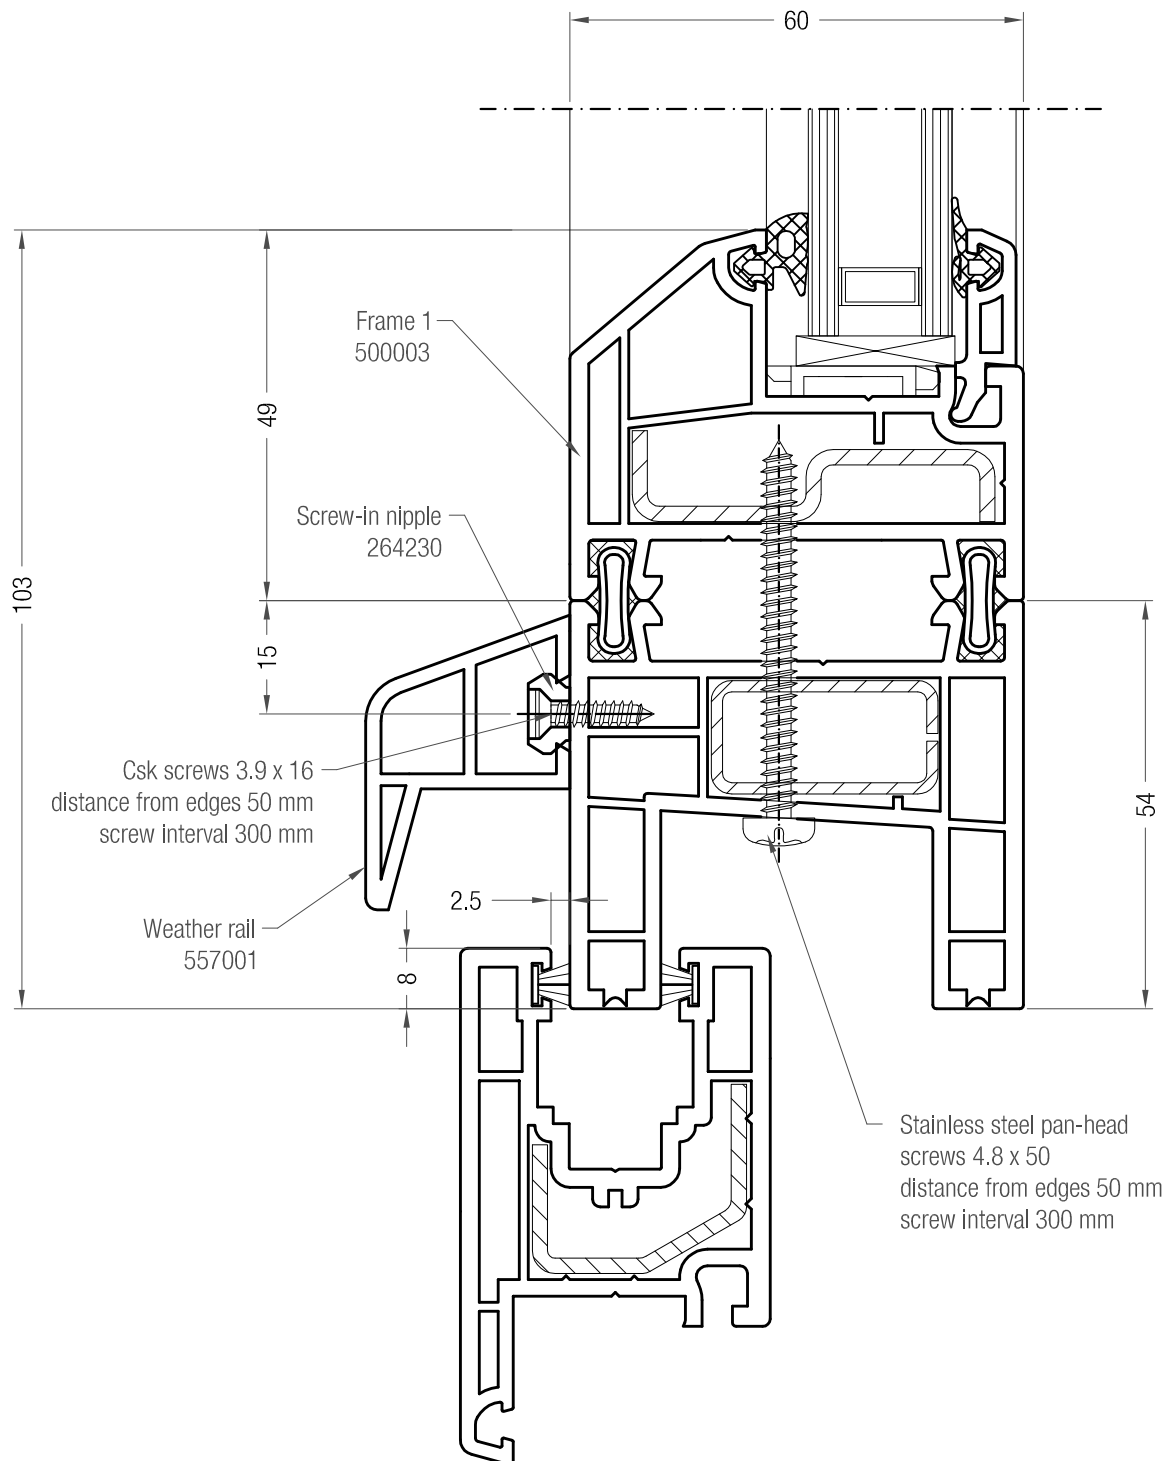 60
Frame 1
500003
49
Screw-in nipple
264230
103
15
Csk screws 3.9 x 16
distance from edges 50 mm
screw interval 300 mm
54
2.5
Weather rail
557001
8
Stainless steel pan-head
screws 4.8 x 50
distance from edges 50 mm
screw interval 300 mm